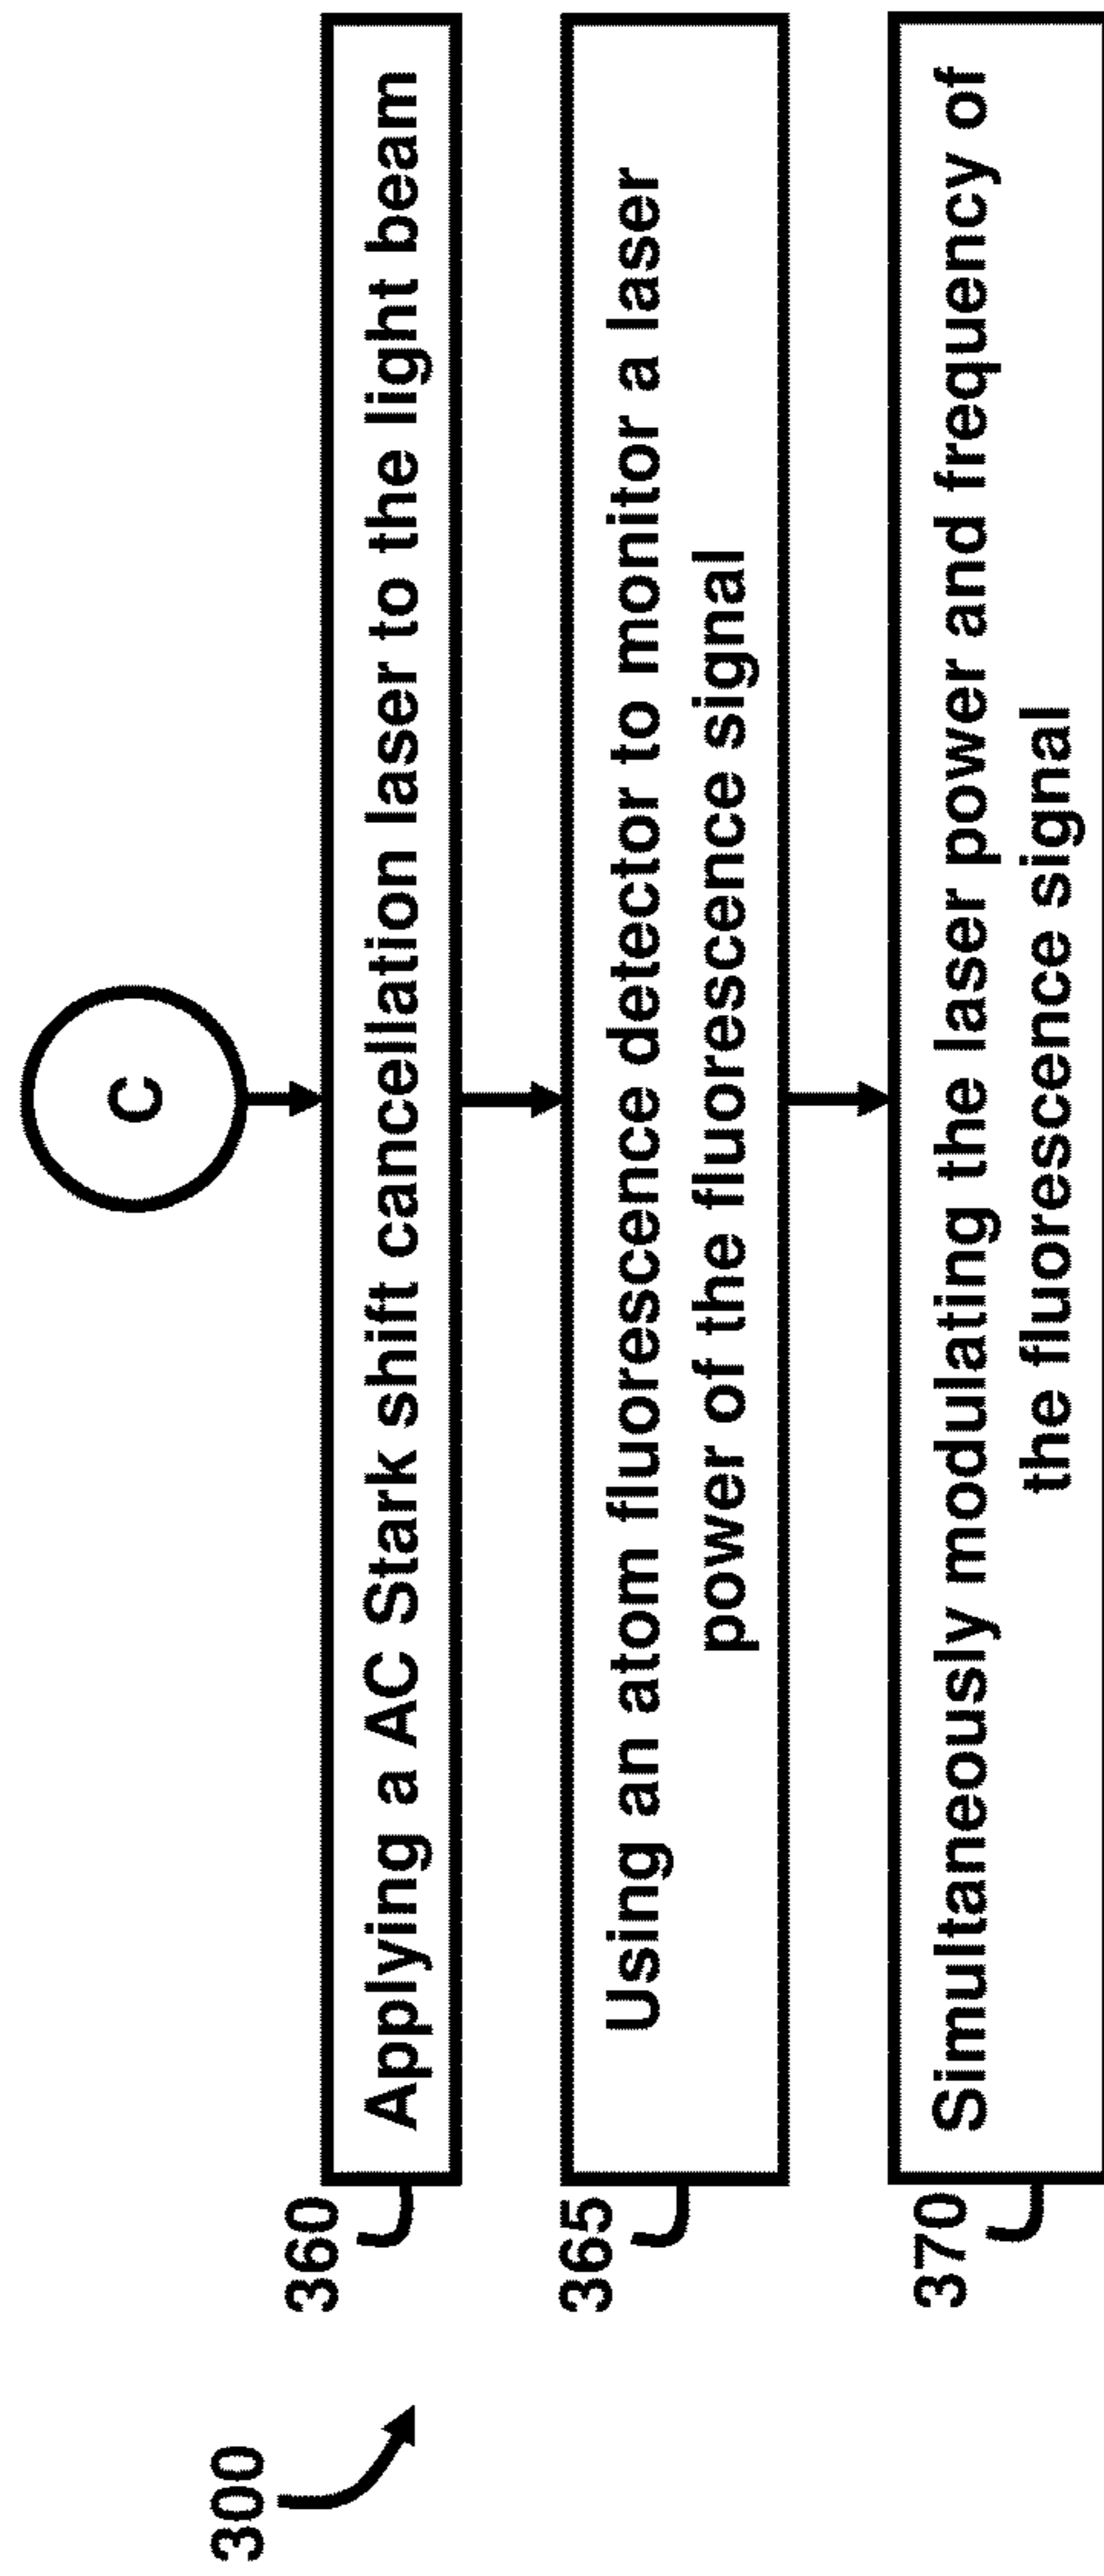 300
C
360
Applying a AC Stark shift cancellation laser to the light beam
365
Using an atom fluorescence detector to monitor a laser
power of the fluorescence signal
370
Simultaneously modulating the laser power and frequency of
the fluorescence signal